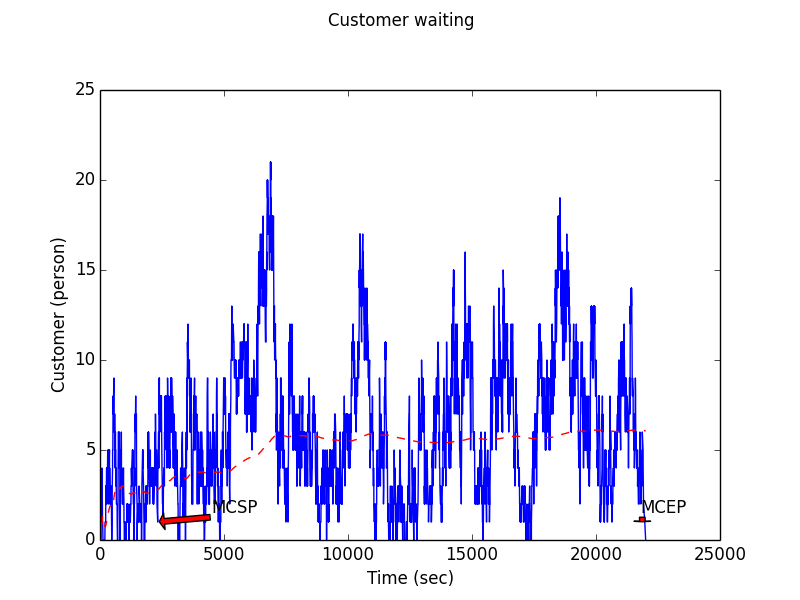 Customer waiting
Customer (person)
25
20
15
10
5
0
MCSP
MCEP
0 5000 10000 15000 20000 25000
Time (sec)